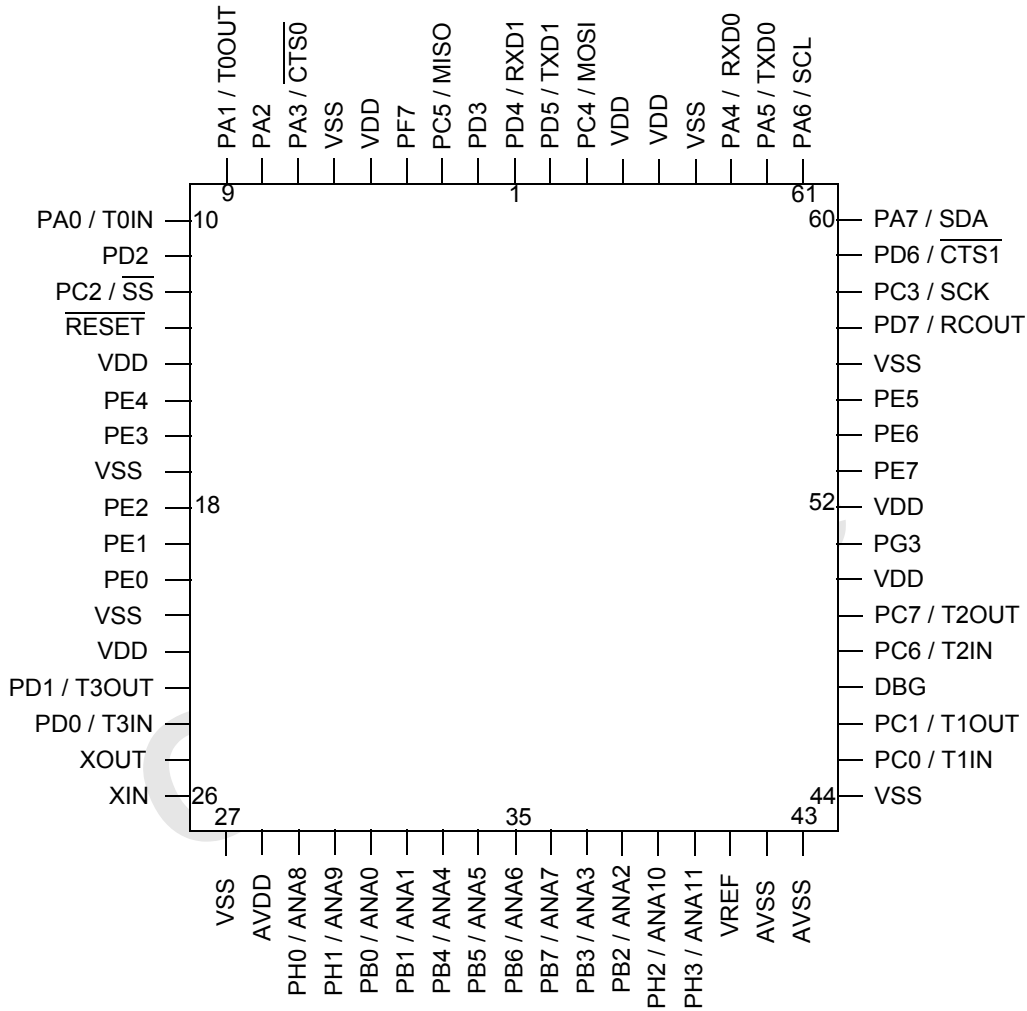 PA1 / T0OUT
PA2
PA3 / CTS0
VSS
VDD
PF7
PC5 / MISO
PD3
PD4 / RXD1
PD5 / TXD1
PC4 / MOSI
VDD
VDD
VSS
PA4 / RXD0
PA5 / TXD0
PA6 / SCL
9
1
61
PA0 / T0IN
10
60
PA7 / SDA
PD2
PD6 / CTS1
PC2 / SS
PC3 / SCK
RESET
PD7 / RCOUT
VDD
VSS
PE4
PE5
PE3
PE6
VSS
PE7
PE2
18
52
VDD
PE1
PG3
PE0
VDD
VSS
PC7 / T2OUT
VDD
PC6 / T2IN
PD1 / T3OUT
DBG
PD0 / T3IN
PC1 / T1OUT
XOUT
PC0 / T1IN
XIN
26
44
VSS
27
35
43
VSS
AVDD
PH0 / ANA8
PH1 / ANA9
PB0 / ANA0
PB1 / ANA1
PB4 / ANA4
PB5 / ANA5
PB6 / ANA6
PB7 / ANA7
PB3 / ANA3
PB2 / ANA2
PH2 / ANA10
PH3 / ANA11
VREF
AVSS
AVSS